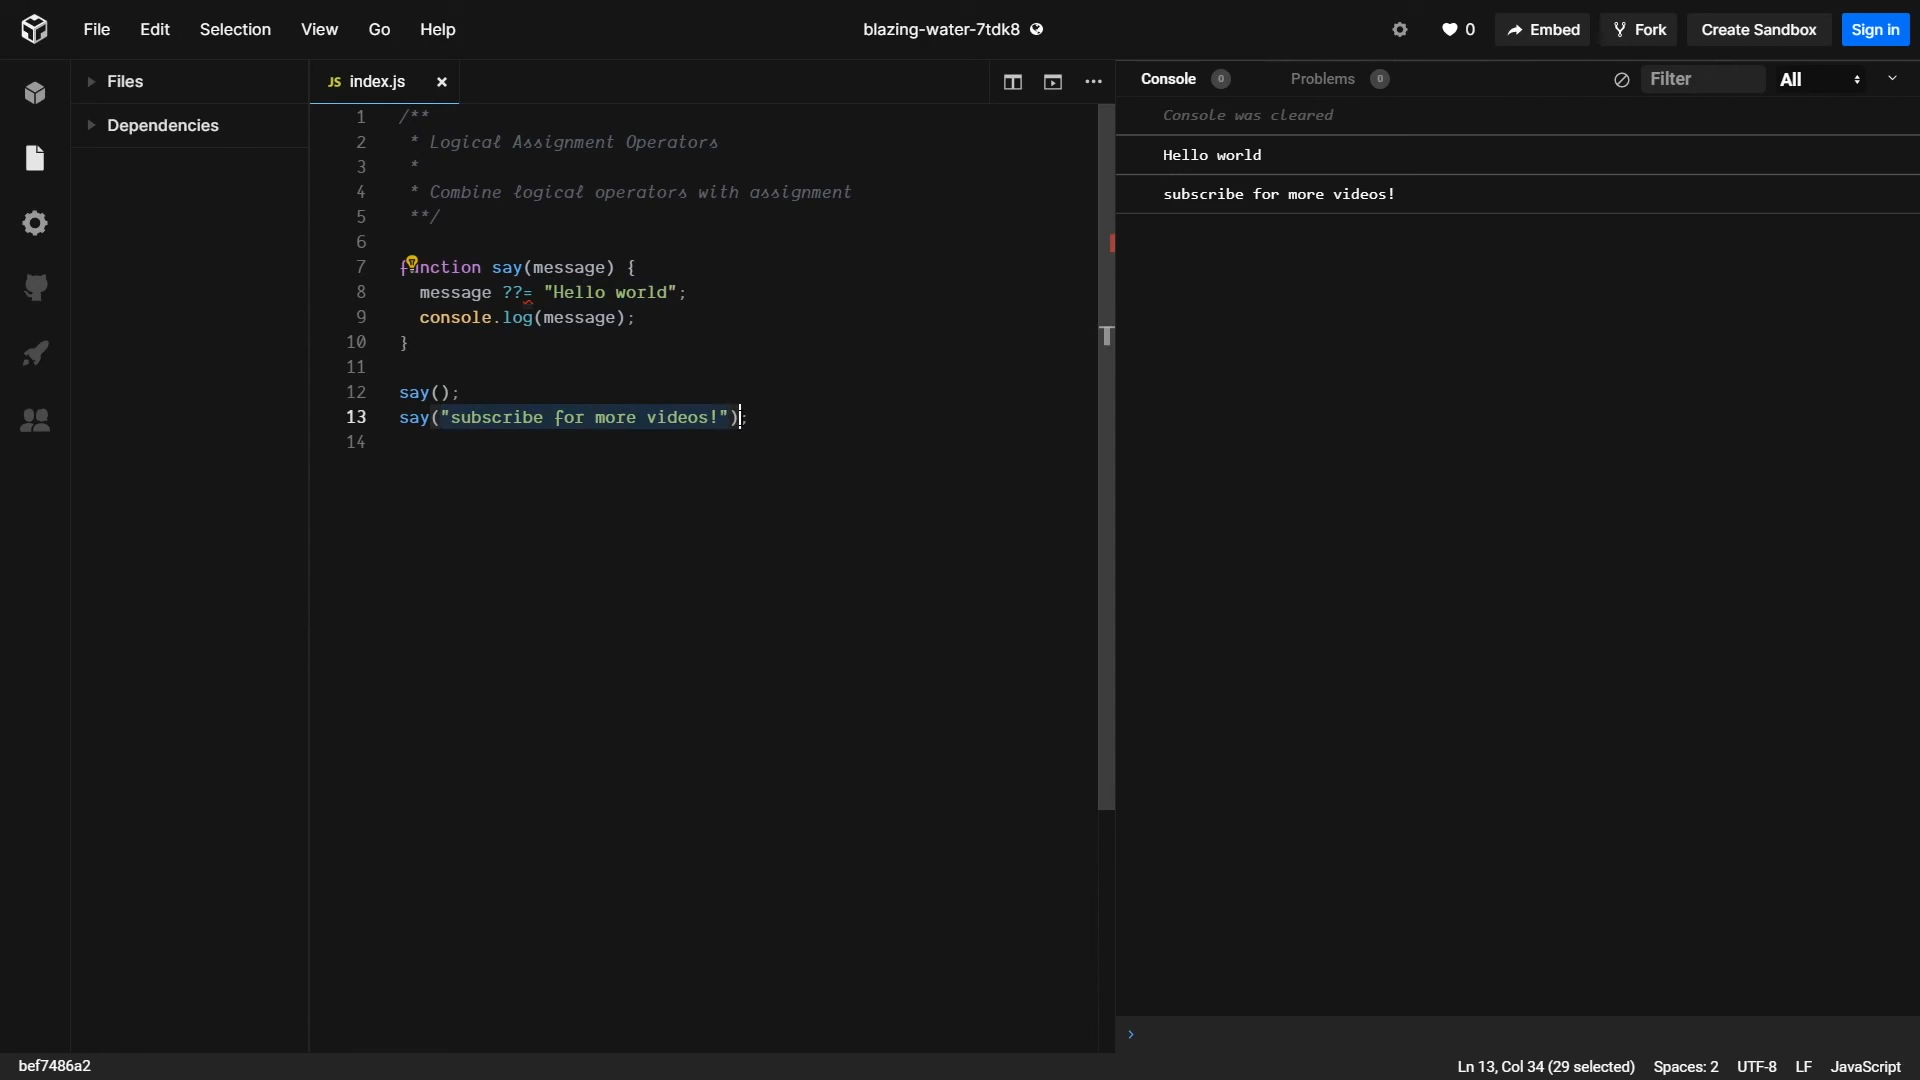 File Edit Selection View Go Help
blazing-water-7tdk8
0 Embed Fork Create Sandbox Sign in
Files
Dependencies
JS index.js ×
Console 0 Problems 0 Filter All
1 /**
2 * Logical Assignment Operators
3 *
4 * Combine logical operators with assignment
5 **/
6
7 function say(message) {
8 message ??= "Hello world";
9 console.log(message);
10 }
11
12 say();
13 say("subscribe for more videos!");
14
Console was cleared
Hello world
subscribe for more videos!
›
bef7486a2
Ln 13, Col 34 (29 selected) Spaces: 2 UTF-8 LF JavaScript